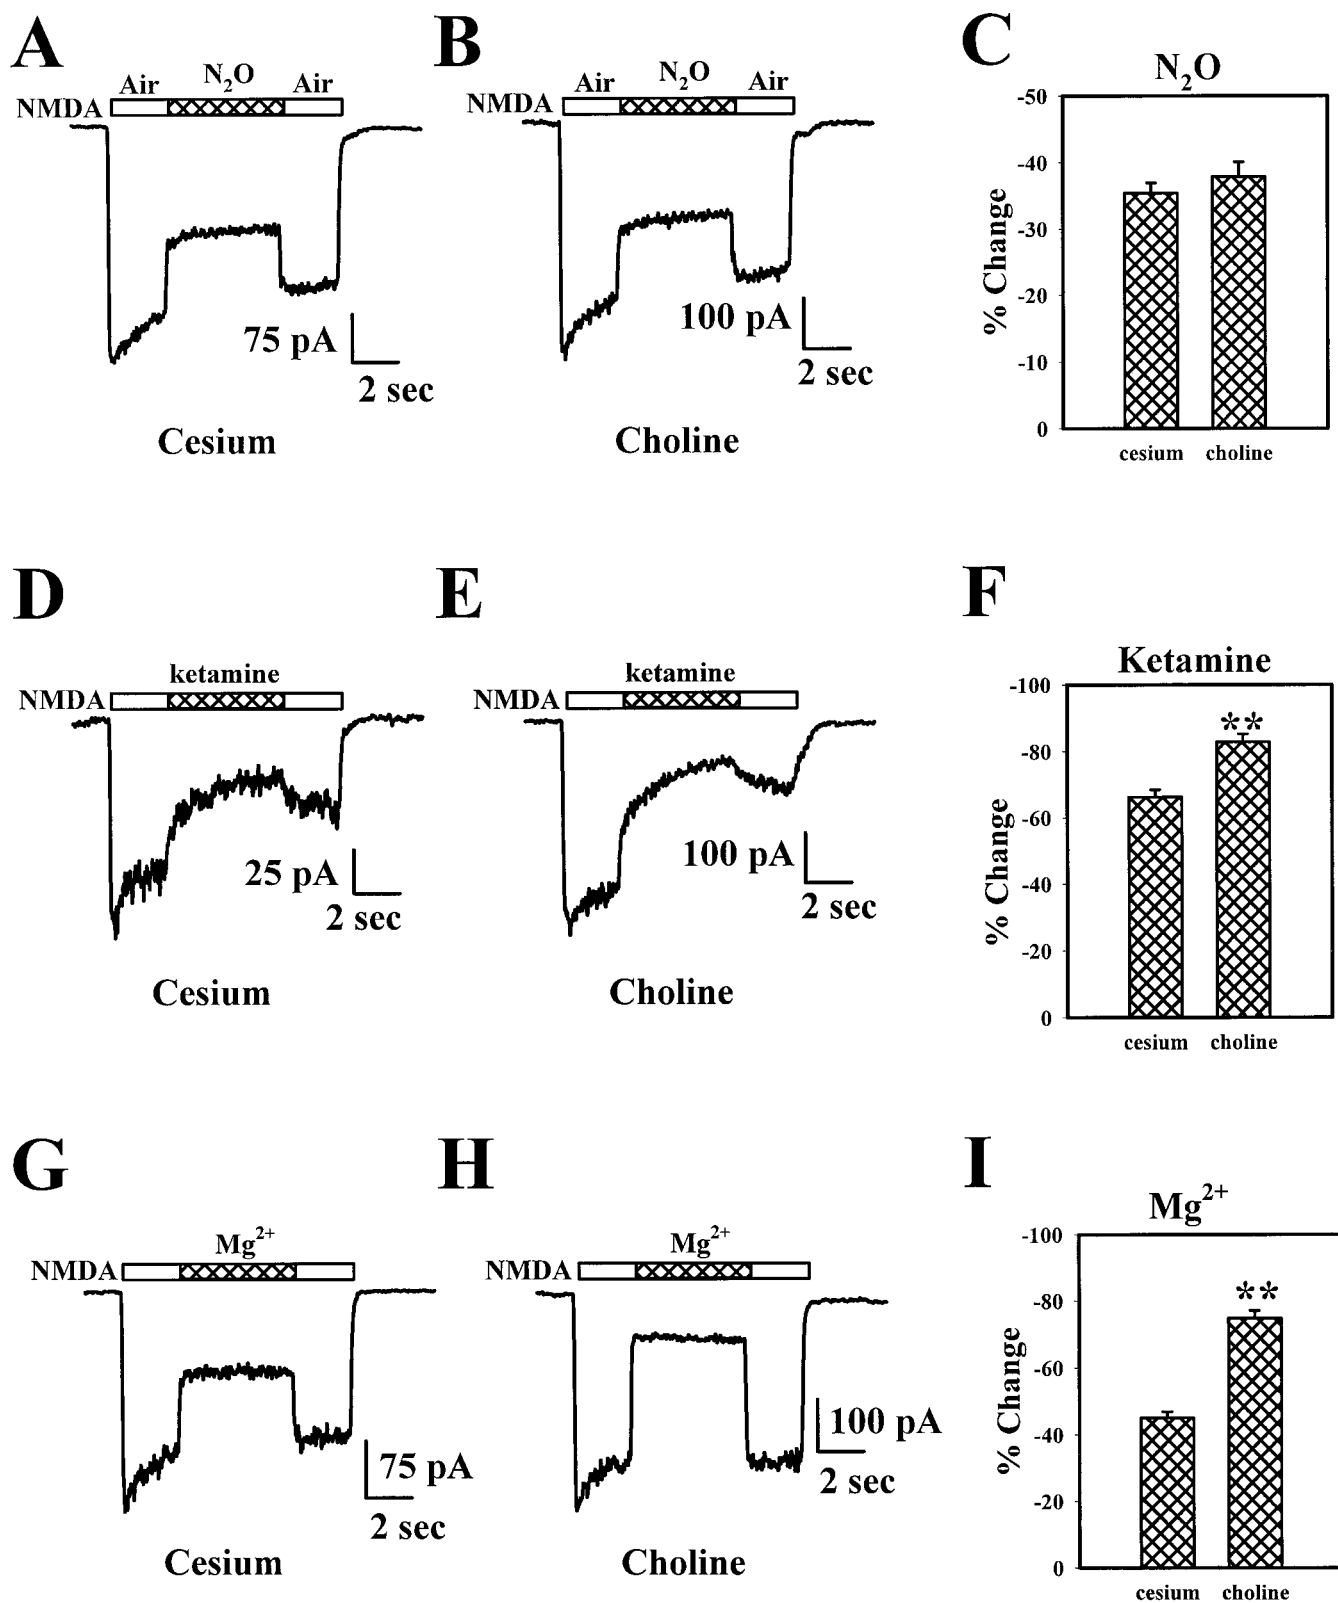 A
Air
N₂O
Air
NMDA
75 pA
2 sec
Cesium
B
Air
N₂O
Air
NMDA
100 pA
2 sec
Choline
C
N₂O
% Change
-50
-40
-30
-20
-10
0
cesium choline
D
ketamine
NMDA
25 pA
2 sec
Cesium
E
ketamine
NMDA
100 pA
2 sec
Choline
F
Ketamine
% Change
-100
-80
-60
-40
-20
0
**
cesium choline
G
Mg²⁺
NMDA
75 pA
2 sec
Cesium
H
Mg²⁺
NMDA
100 pA
2 sec
Choline
I
Mg²⁺
% Change
-100
-80
-60
-40
-20
0
**
cesium choline